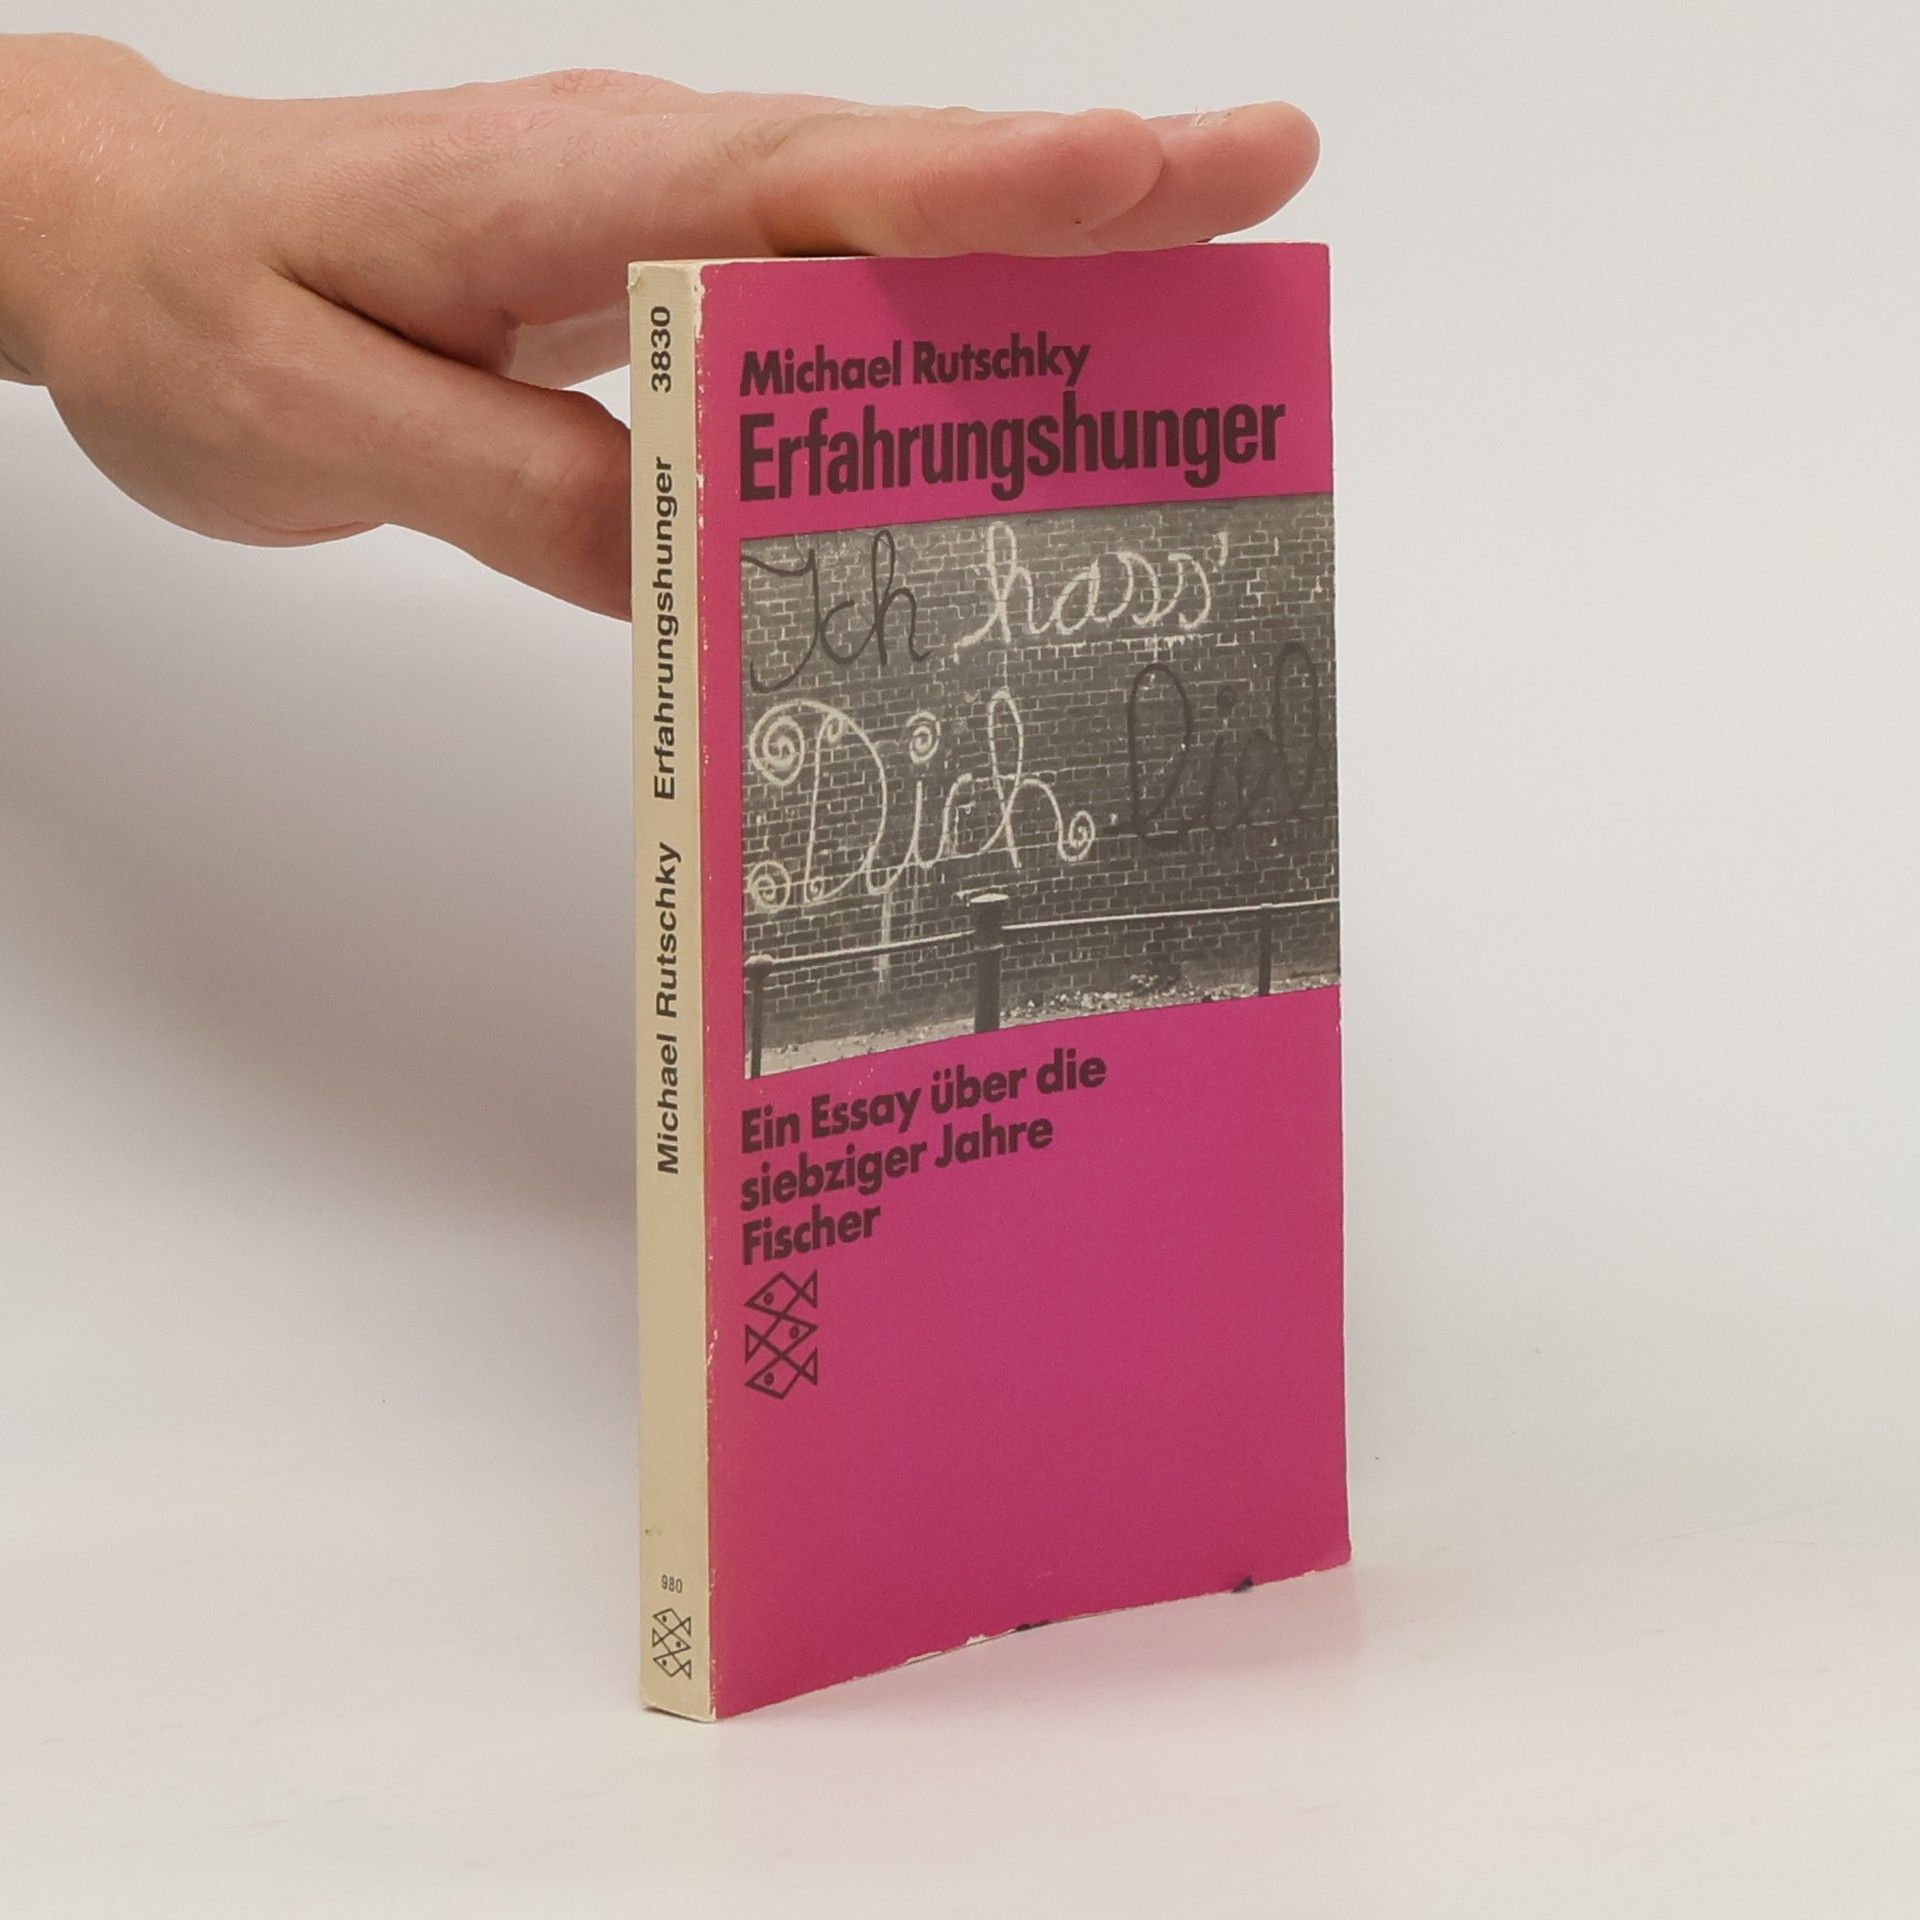 Michael Rutschky
Erfahrungshunger
Ich hass'
Dich lieb
Ein Essay über die
siebziger Jahre
Fischer
Michael Rutschky Erfahrungshunger 3830
980